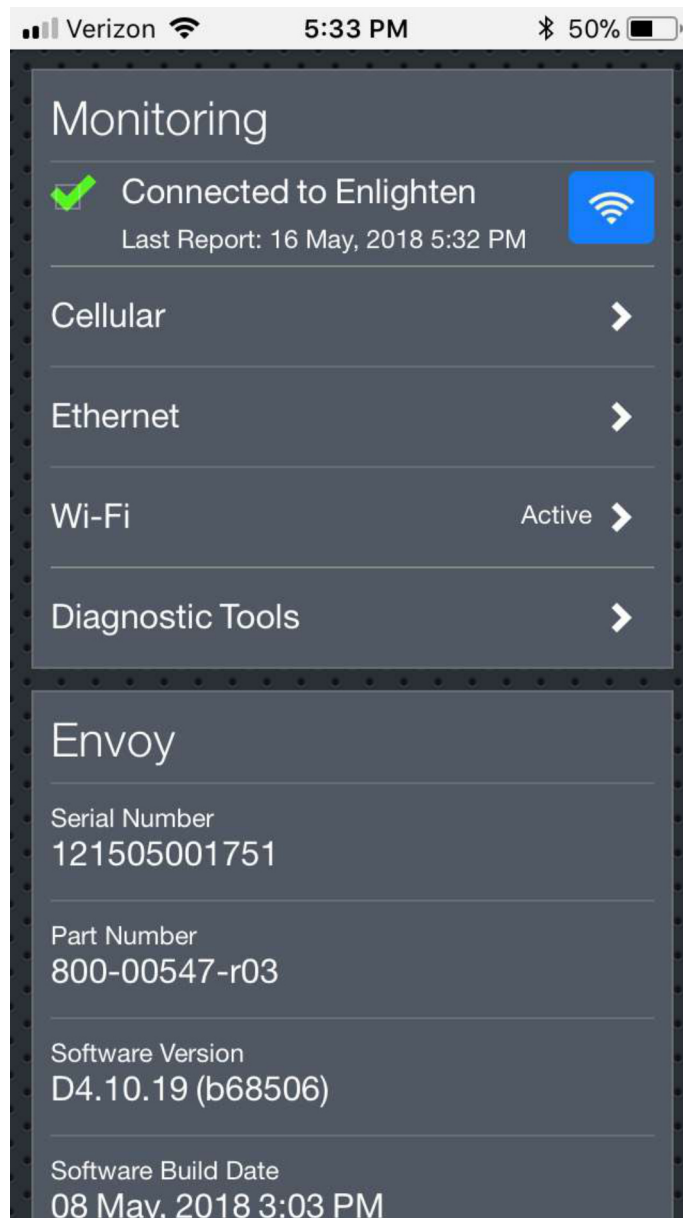 Verizon 5:33 PM 50%
Monitoring
Connected to Enlighten
Last Report: 16 May, 2018 5:32 PM
Cellular
Ethernet
Wi-Fi Active
Diagnostic Tools
Envoy
Serial Number
121505001751
Part Number
800-00547-r03
Software Version
D4.10.19 (b68506)
Software Build Date
08 May, 2018 3:03 PM